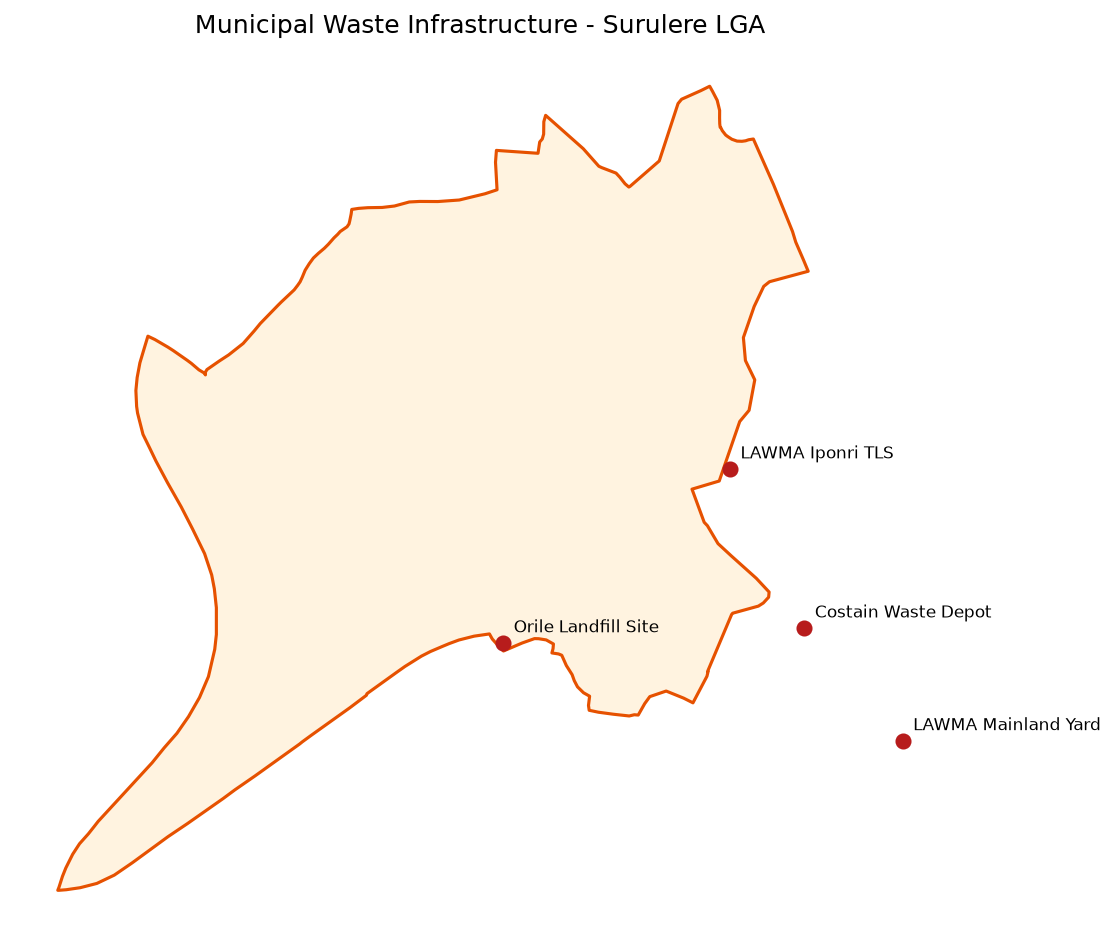 Municipal Waste Infrastructure - Surulere LGA
LAWMA Iponri TLS
Costain Waste Depot
Orile Landfill Site
LAWMA Mainland Yard